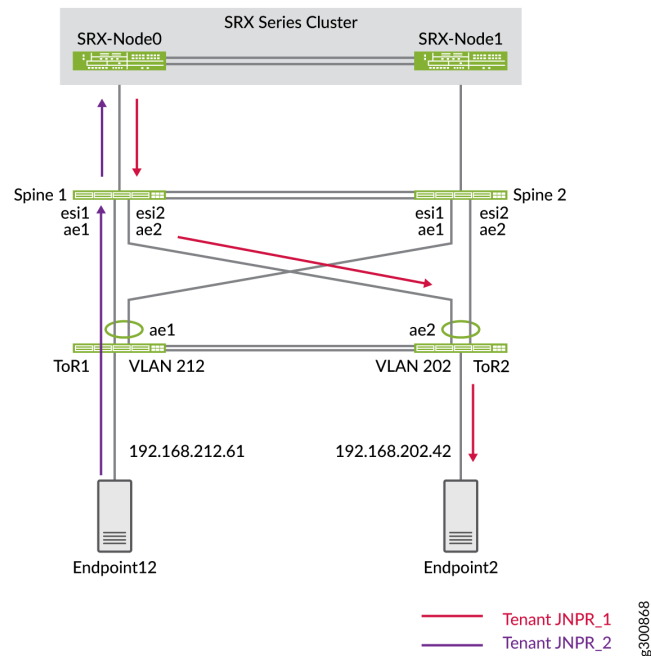 SRX Series Cluster
SRX-Node0
SRX-Node1
Spine 1
Spine 2
esi1
ae1
esi2
ae2
esi1
ae1
esi2
ae2
ae1
ae2
ToR1
VLAN 212
VLAN 202
ToR2
192.168.212.61
192.168.202.42
Endpoint12
Endpoint2
Tenant JNPR_1
Tenant JNPR_2
g300868